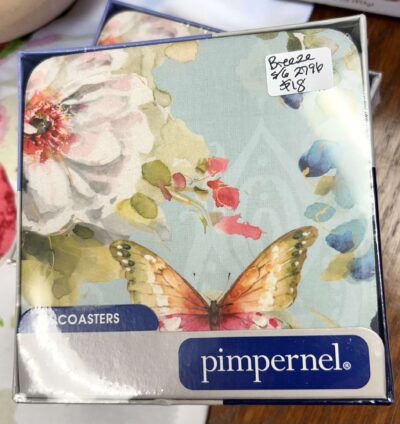 Breeze
s/6 2796
$18
COASTERS
pimpernel®